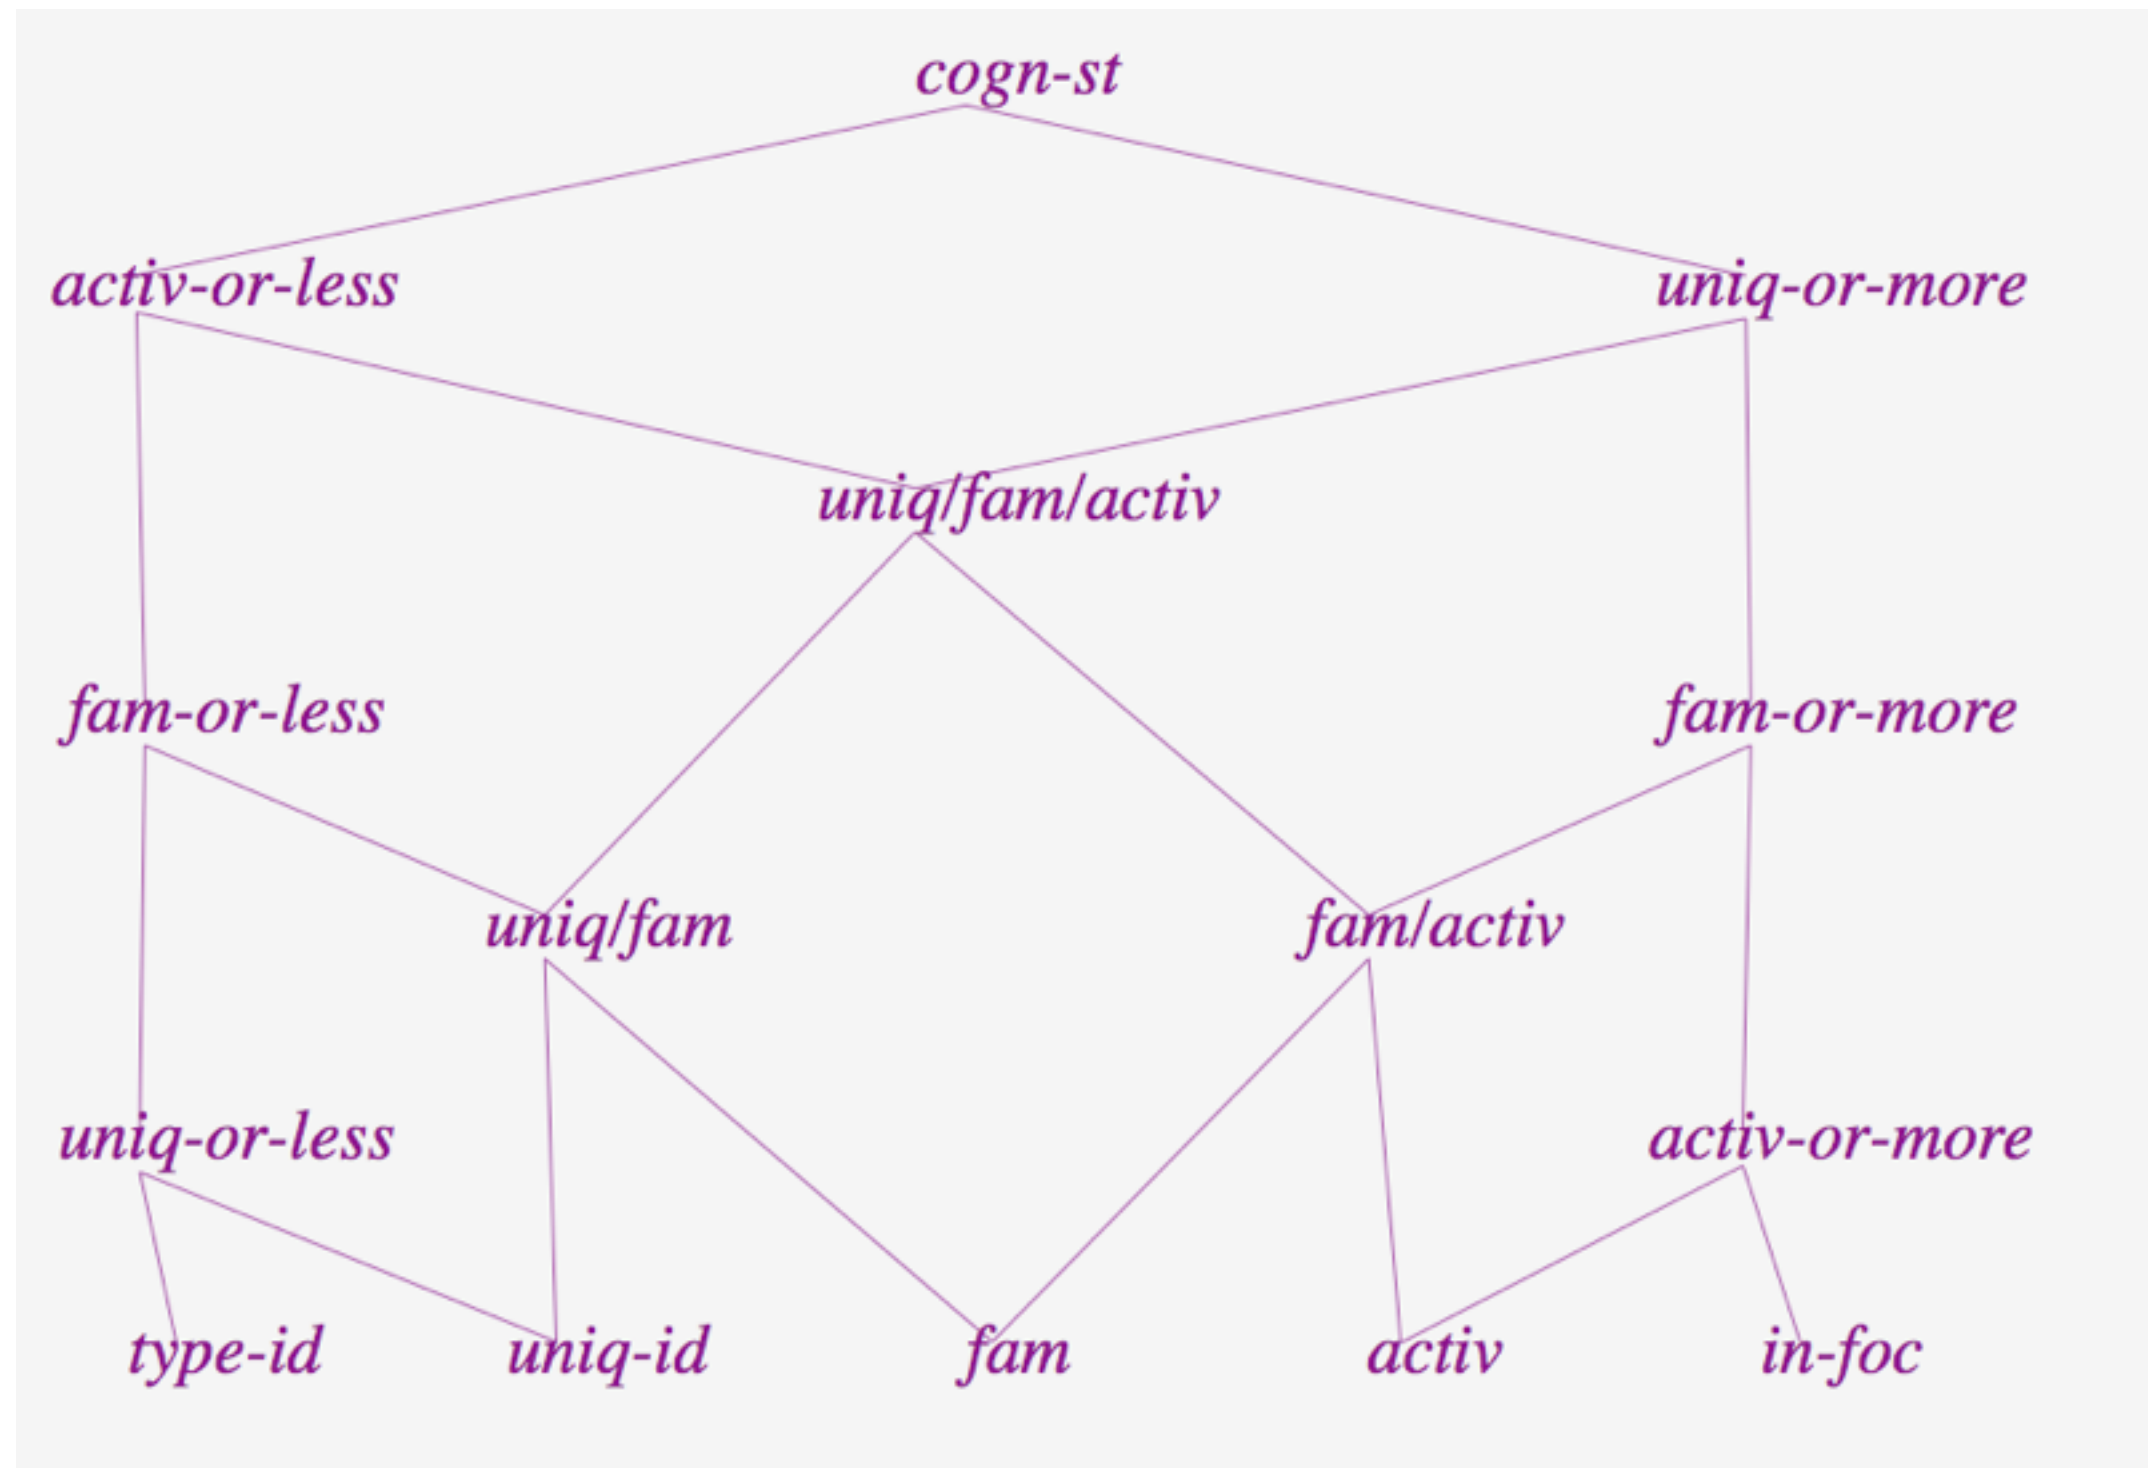 cogn-st
activ-or-less uniq-or-more
uniq/fam/activ
fam-or-less fam-or-more
uniq/fam fam/activ
uniq-or-less activ-or-more
type-id uniq-id fam activ in-foc